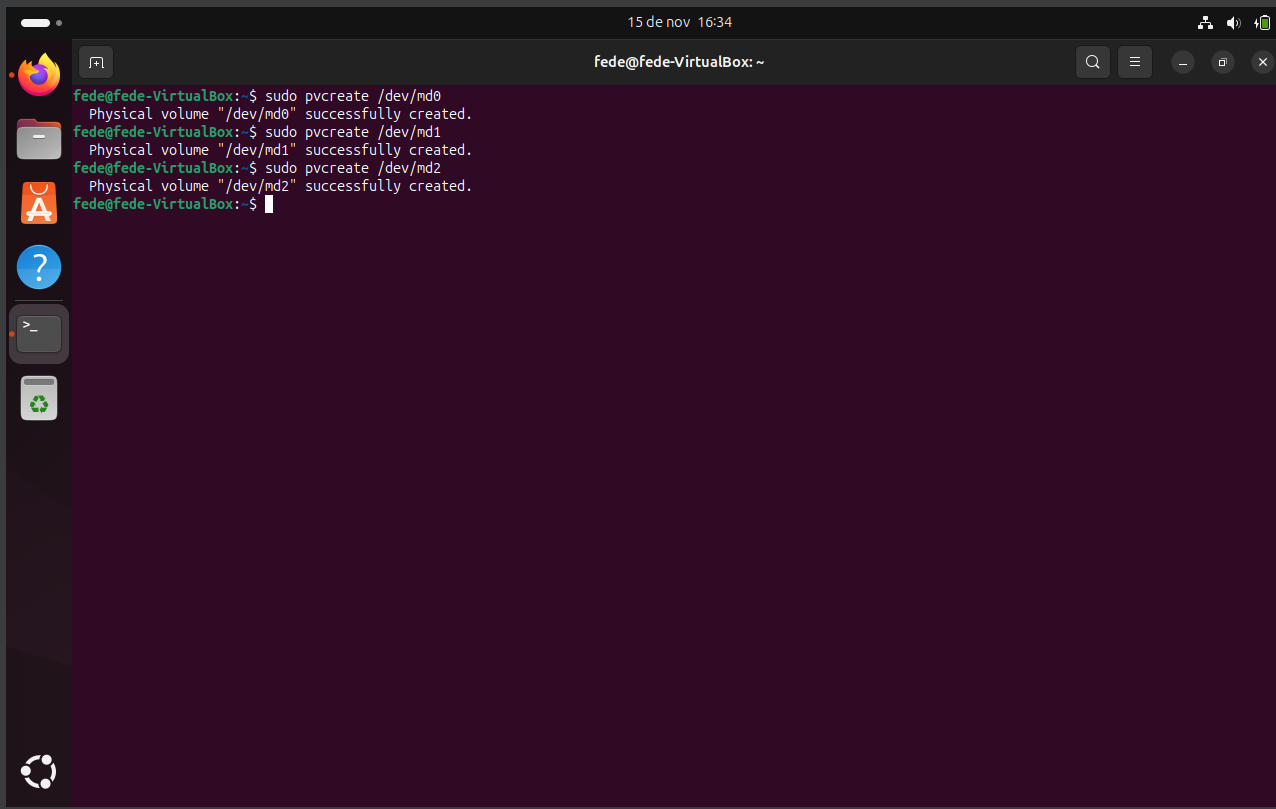 15 de nov 16:34
fede@fede-VirtualBox: ~
fede@fede-VirtualBox:~$ sudo pvcreate /dev/md0
  Physical volume "/dev/md0" successfully created.
fede@fede-VirtualBox:~$ sudo pvcreate /dev/md1
  Physical volume "/dev/md1" successfully created.
fede@fede-VirtualBox:~$ sudo pvcreate /dev/md2
  Physical volume "/dev/md2" successfully created.
fede@fede-VirtualBox:~$